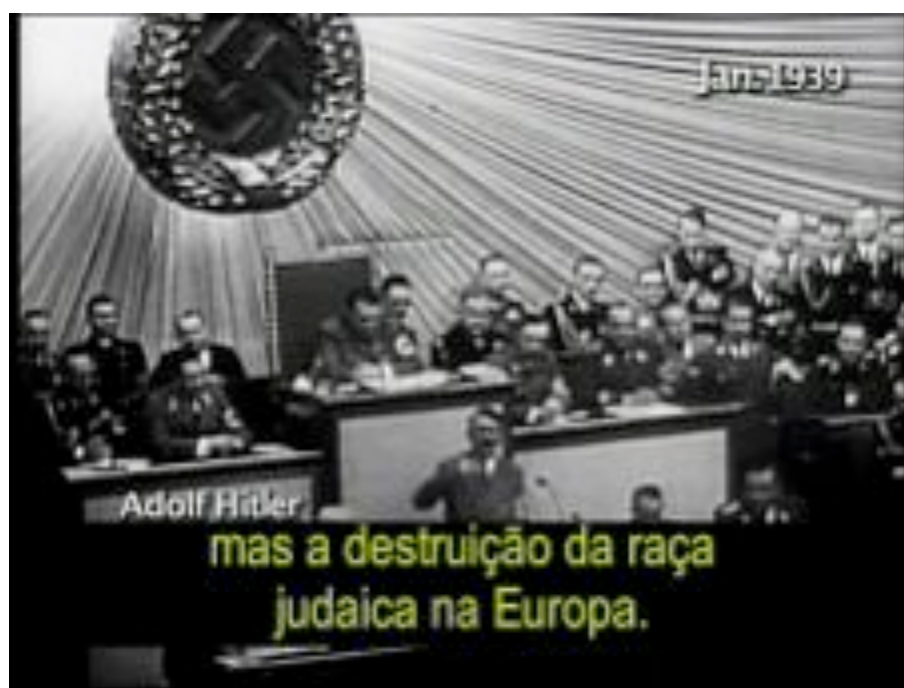 Jan. 1939
Adolf Hitler
mas a destruição da raça
judaica na Europa.